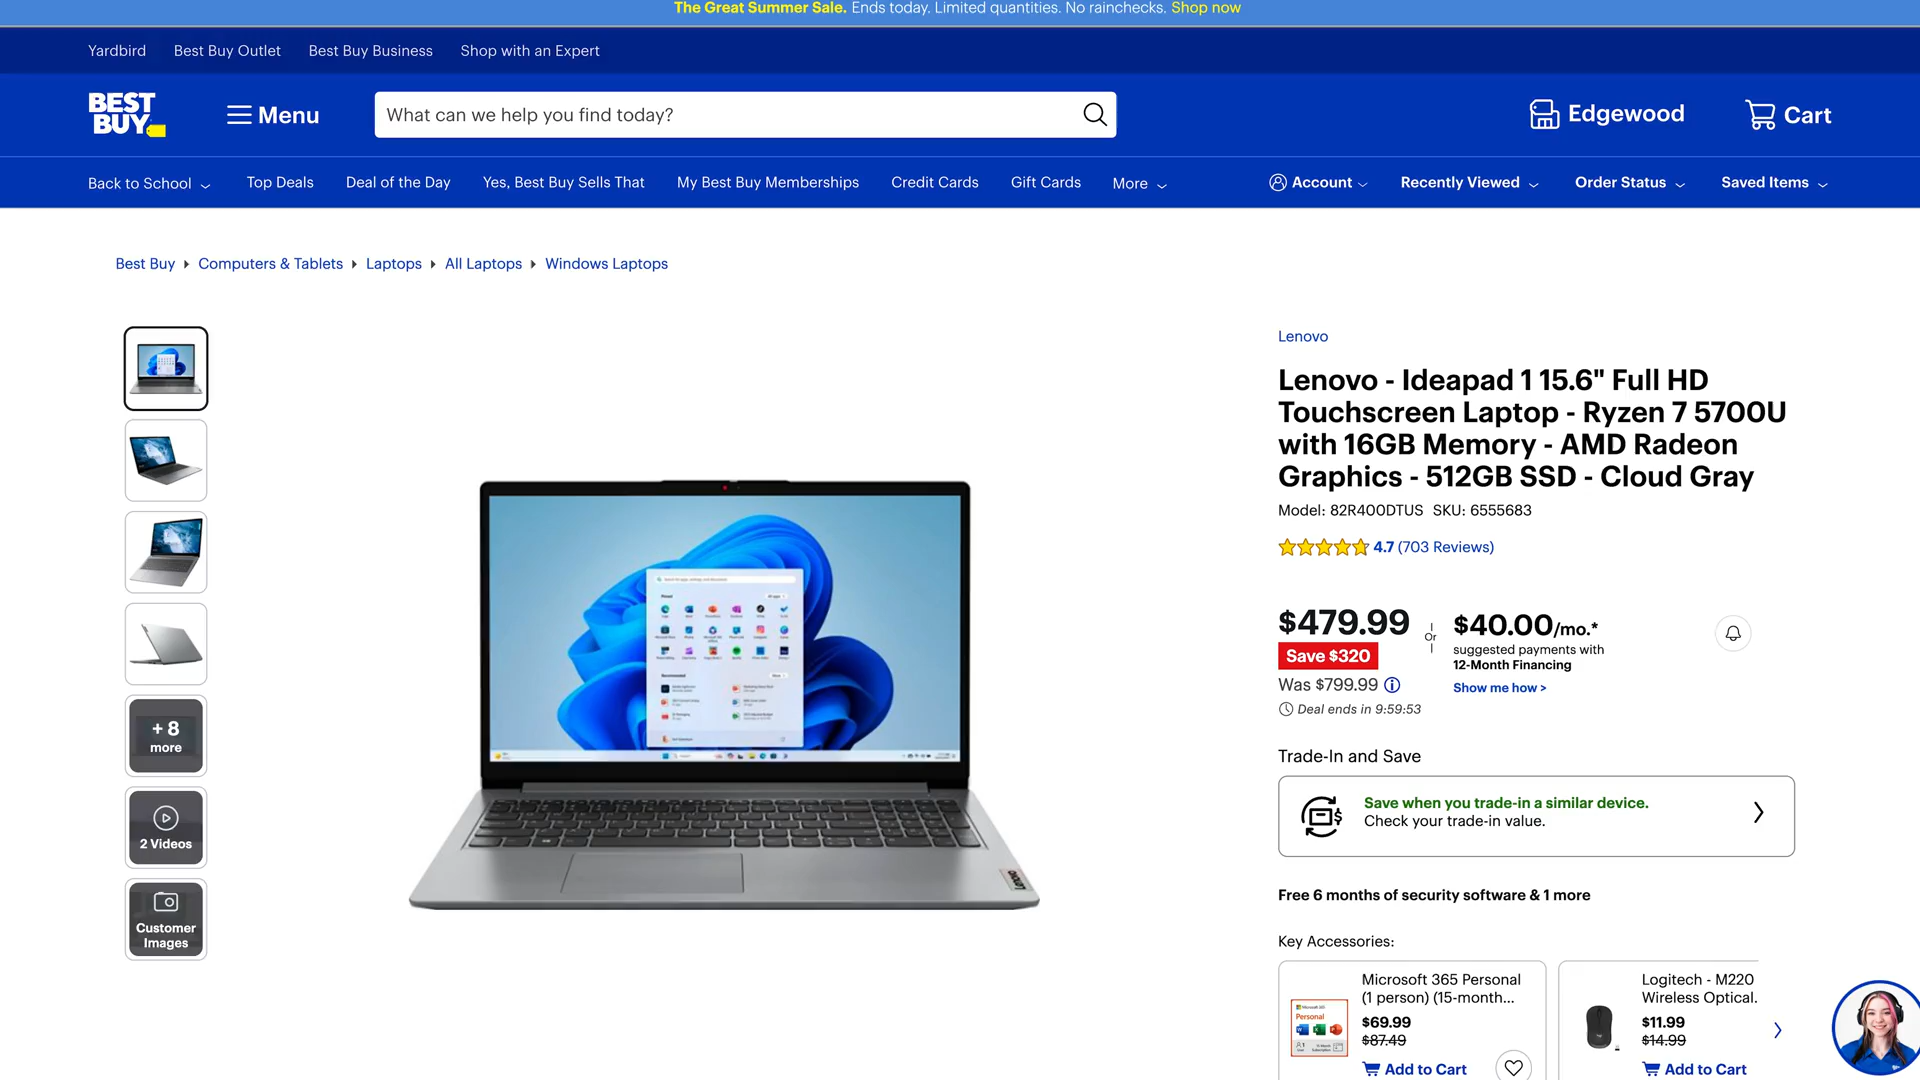 The Great Summer Sale. Ends today. Limited quantities. No rainchecks. Shop now
Yardbird Best Buy Outlet Best Buy Business Shop with an Expert
BEST
BUY
Menu
What can we help you find today?
Edgewood
Cart
Back to School Top Deals Deal of the Day Yes, Best Buy Sells That My Best Buy Memberships Credit Cards Gift Cards More
Account Recently Viewed Order Status Saved Items
Best Buy Computers & Tablets Laptops All Laptops Windows Laptops
+ 8
more
2 Videos
Customer
Images
Lenovo
Lenovo
Lenovo - Ideapad 1 15.6" Full HD
Touchscreen Laptop - Ryzen 7 5700U
with 16GB Memory - AMD Radeon
Graphics - 512GB SSD - Cloud Gray
Model: 82R400DTUS SKU: 6555683
4.7 (703 Reviews)
$479.99
Save $320
Was $799.99
Deal ends in 9:59:53
Or
$40.00/mo.*
suggested payments with
12-Month Financing
Show me how >
Trade-In and Save
Save when you trade-in a similar device.
Check your trade-in value.
Free 6 months of security software & 1 more
Key Accessories:
Microsoft 365
Personal
Microsoft 365 Personal
(1 person) (15-month...
$69.99
$87.49
Add to Cart
Logitech - M220
Wireless Optical.
$11.99
$14.99
Add to Cart